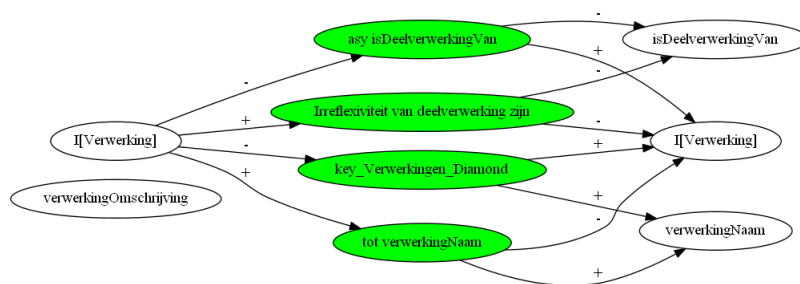 asy isDeelverwerkingVan
-
isDeelverwerkingVan
+
-
-
Irreflexiviteit van deelverwerking zijn
I[Verwerking]
+
-
-
+
I[Verwerking]
key_Verwerkingen_Diamond
+
+
verwerkingOmschrijving
-
verwerkingNaam
tot verwerkingNaam
+